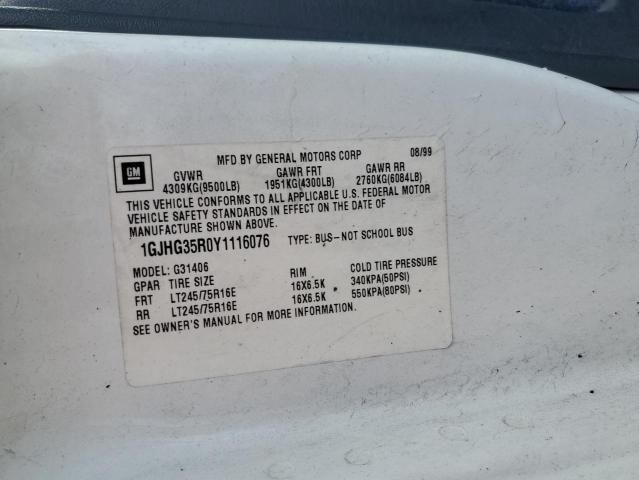 MFD BY GENERAL MOTORS CORP 08/99
GM
GVWR GAWR FRT GAWR RR
4309KG(9500LB) 1951KG(4300LB) 2760KG(6084LB)
THIS VEHICLE CONFORMS TO ALL APPLICABLE U.S. FEDERAL MOTOR
VEHICLE SAFETY STANDARDS IN EFFECT ON THE DATE OF
MANUFACTURE SHOWN ABOVE.
1GJHG35R0Y1116076 TYPE: BUS-NOT SCHOOL BUS
MODEL: G31406
GPAR TIRE SIZE RIM COLD TIRE PRESSURE
FRT LT245/75R16E 16X6.5K 340KPA(50PSI)
RR LT245/75R16E 16X6.5K 550KPA(80PSI)
SEE OWNER'S MANUAL FOR MORE INFORMATION.